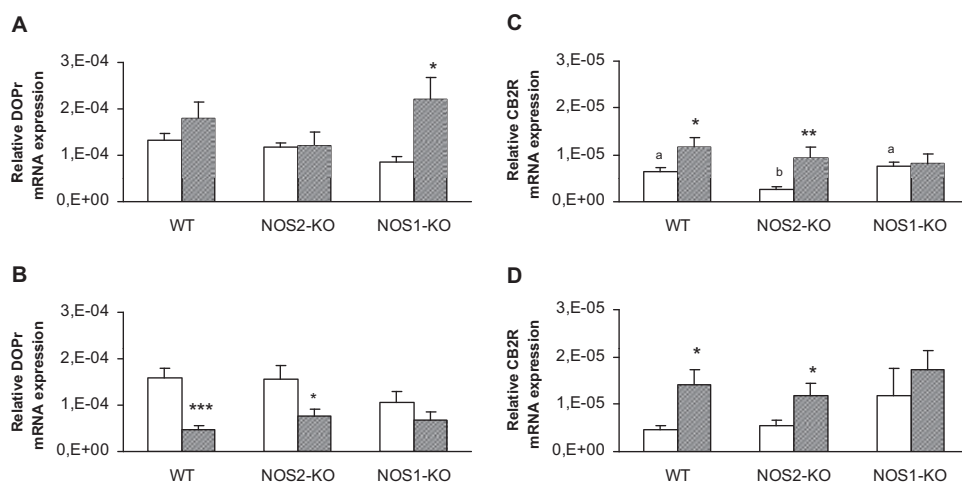 A
Relative DOPr
mRNA expression
3,E-04
2,E-04
1,E-04
0,E+00
*
WT
NOS2-KO
NOS1-KO
C
Relative CB2R
mRNA expression
3,E-05
2,E-05
1,E-05
0,E+00
a
*
b
**
a
WT
NOS2-KO
NOS1-KO
B
Relative DOPr
mRNA expression
3,E-04
2,E-04
1,E-04
0,E+00
***
*
WT
NOS2-KO
NOS1-KO
D
Relative CB2R
mRNA expression
3,E-05
2,E-05
1,E-05
0,E+00
*
*
WT
NOS2-KO
NOS1-KO